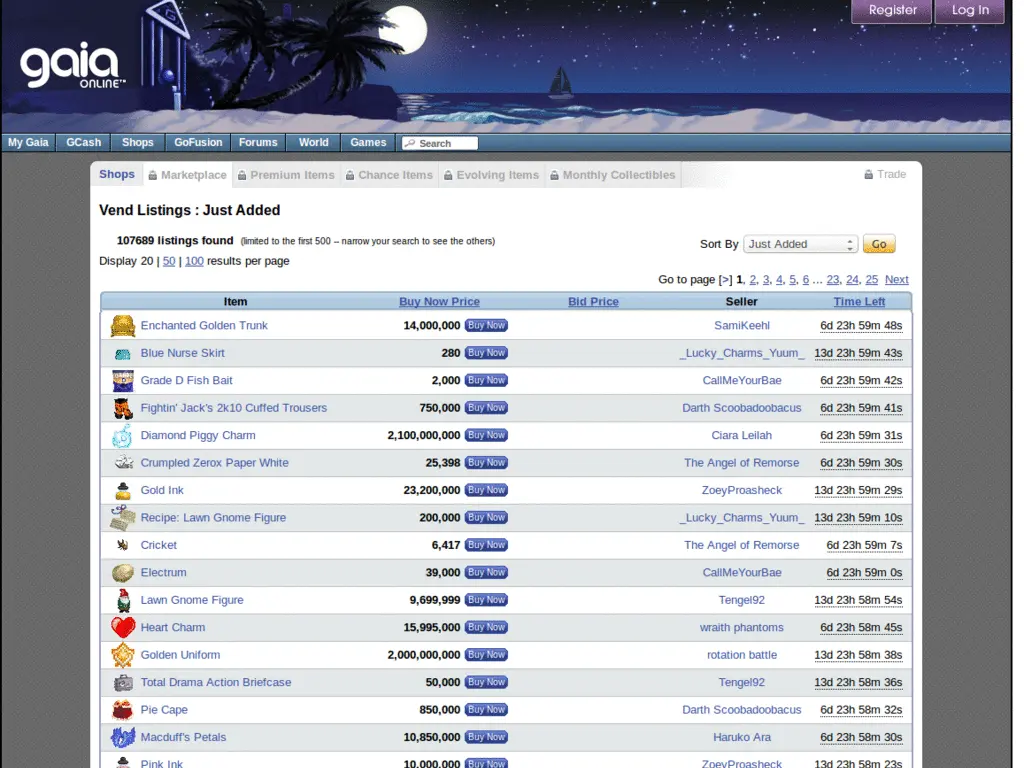 Register Log In
gaia
ONLINE™
My Gaia GCash Shops GoFusion Forums World Games Search
Shops Marketplace Premium Items Chance Items Evolving Items Monthly Collectibles Trade
Vend Listings : Just Added
107689 listings found (limited to the first 500 -- narrow your search to see the others)
Sort By Just Added Go
Display 20 | 50 | 100 results per page
Go to page [>] 1, 2, 3, 4, 5, 6 ... 23, 24, 25 Next
Item Buy Now Price Bid Price Seller Time Left
Enchanted Golden Trunk 14,000,000 Buy Now SamiKeehl 6d 23h 59m 48s
Blue Nurse Skirt 280 Buy Now _Lucky_Charms_Yuum_ 13d 23h 59m 43s
Grade D Fish Bait 2,000 Buy Now CallMeYourBae 6d 23h 59m 42s
Fightin' Jack's 2k10 Cuffed Trousers 750,000 Buy Now Darth Scoobadoobacus 6d 23h 59m 41s
Diamond Piggy Charm 2,100,000,000 Buy Now Ciara Leilah 6d 23h 59m 31s
Crumpled Zerox Paper White 25,398 Buy Now The Angel of Remorse 6d 23h 59m 30s
Gold Ink 23,200,000 Buy Now ZoeyProasheck 13d 23h 59m 29s
Recipe: Lawn Gnome Figure 200,000 Buy Now _Lucky_Charms_Yuum_ 13d 23h 59m 10s
Cricket 6,417 Buy Now The Angel of Remorse 6d 23h 59m 7s
Electrum 39,000 Buy Now CallMeYourBae 6d 23h 59m 0s
Lawn Gnome Figure 9,699,999 Buy Now Tengel92 13d 23h 58m 54s
Heart Charm 15,995,000 Buy Now wraith phantoms 6d 23h 58m 45s
Golden Uniform 2,000,000,000 Buy Now rotation battle 13d 23h 58m 38s
Total Drama Action Briefcase 50,000 Buy Now Tengel92 13d 23h 58m 36s
Pie Cape 850,000 Buy Now Darth Scoobadoobacus 6d 23h 58m 32s
Macduff's Petals 10,850,000 Buy Now Haruko Ara 6d 23h 58m 30s
Pink Ink 10,000,000 Buy Now ZoeyProasheck 13d 23h 58m 23s